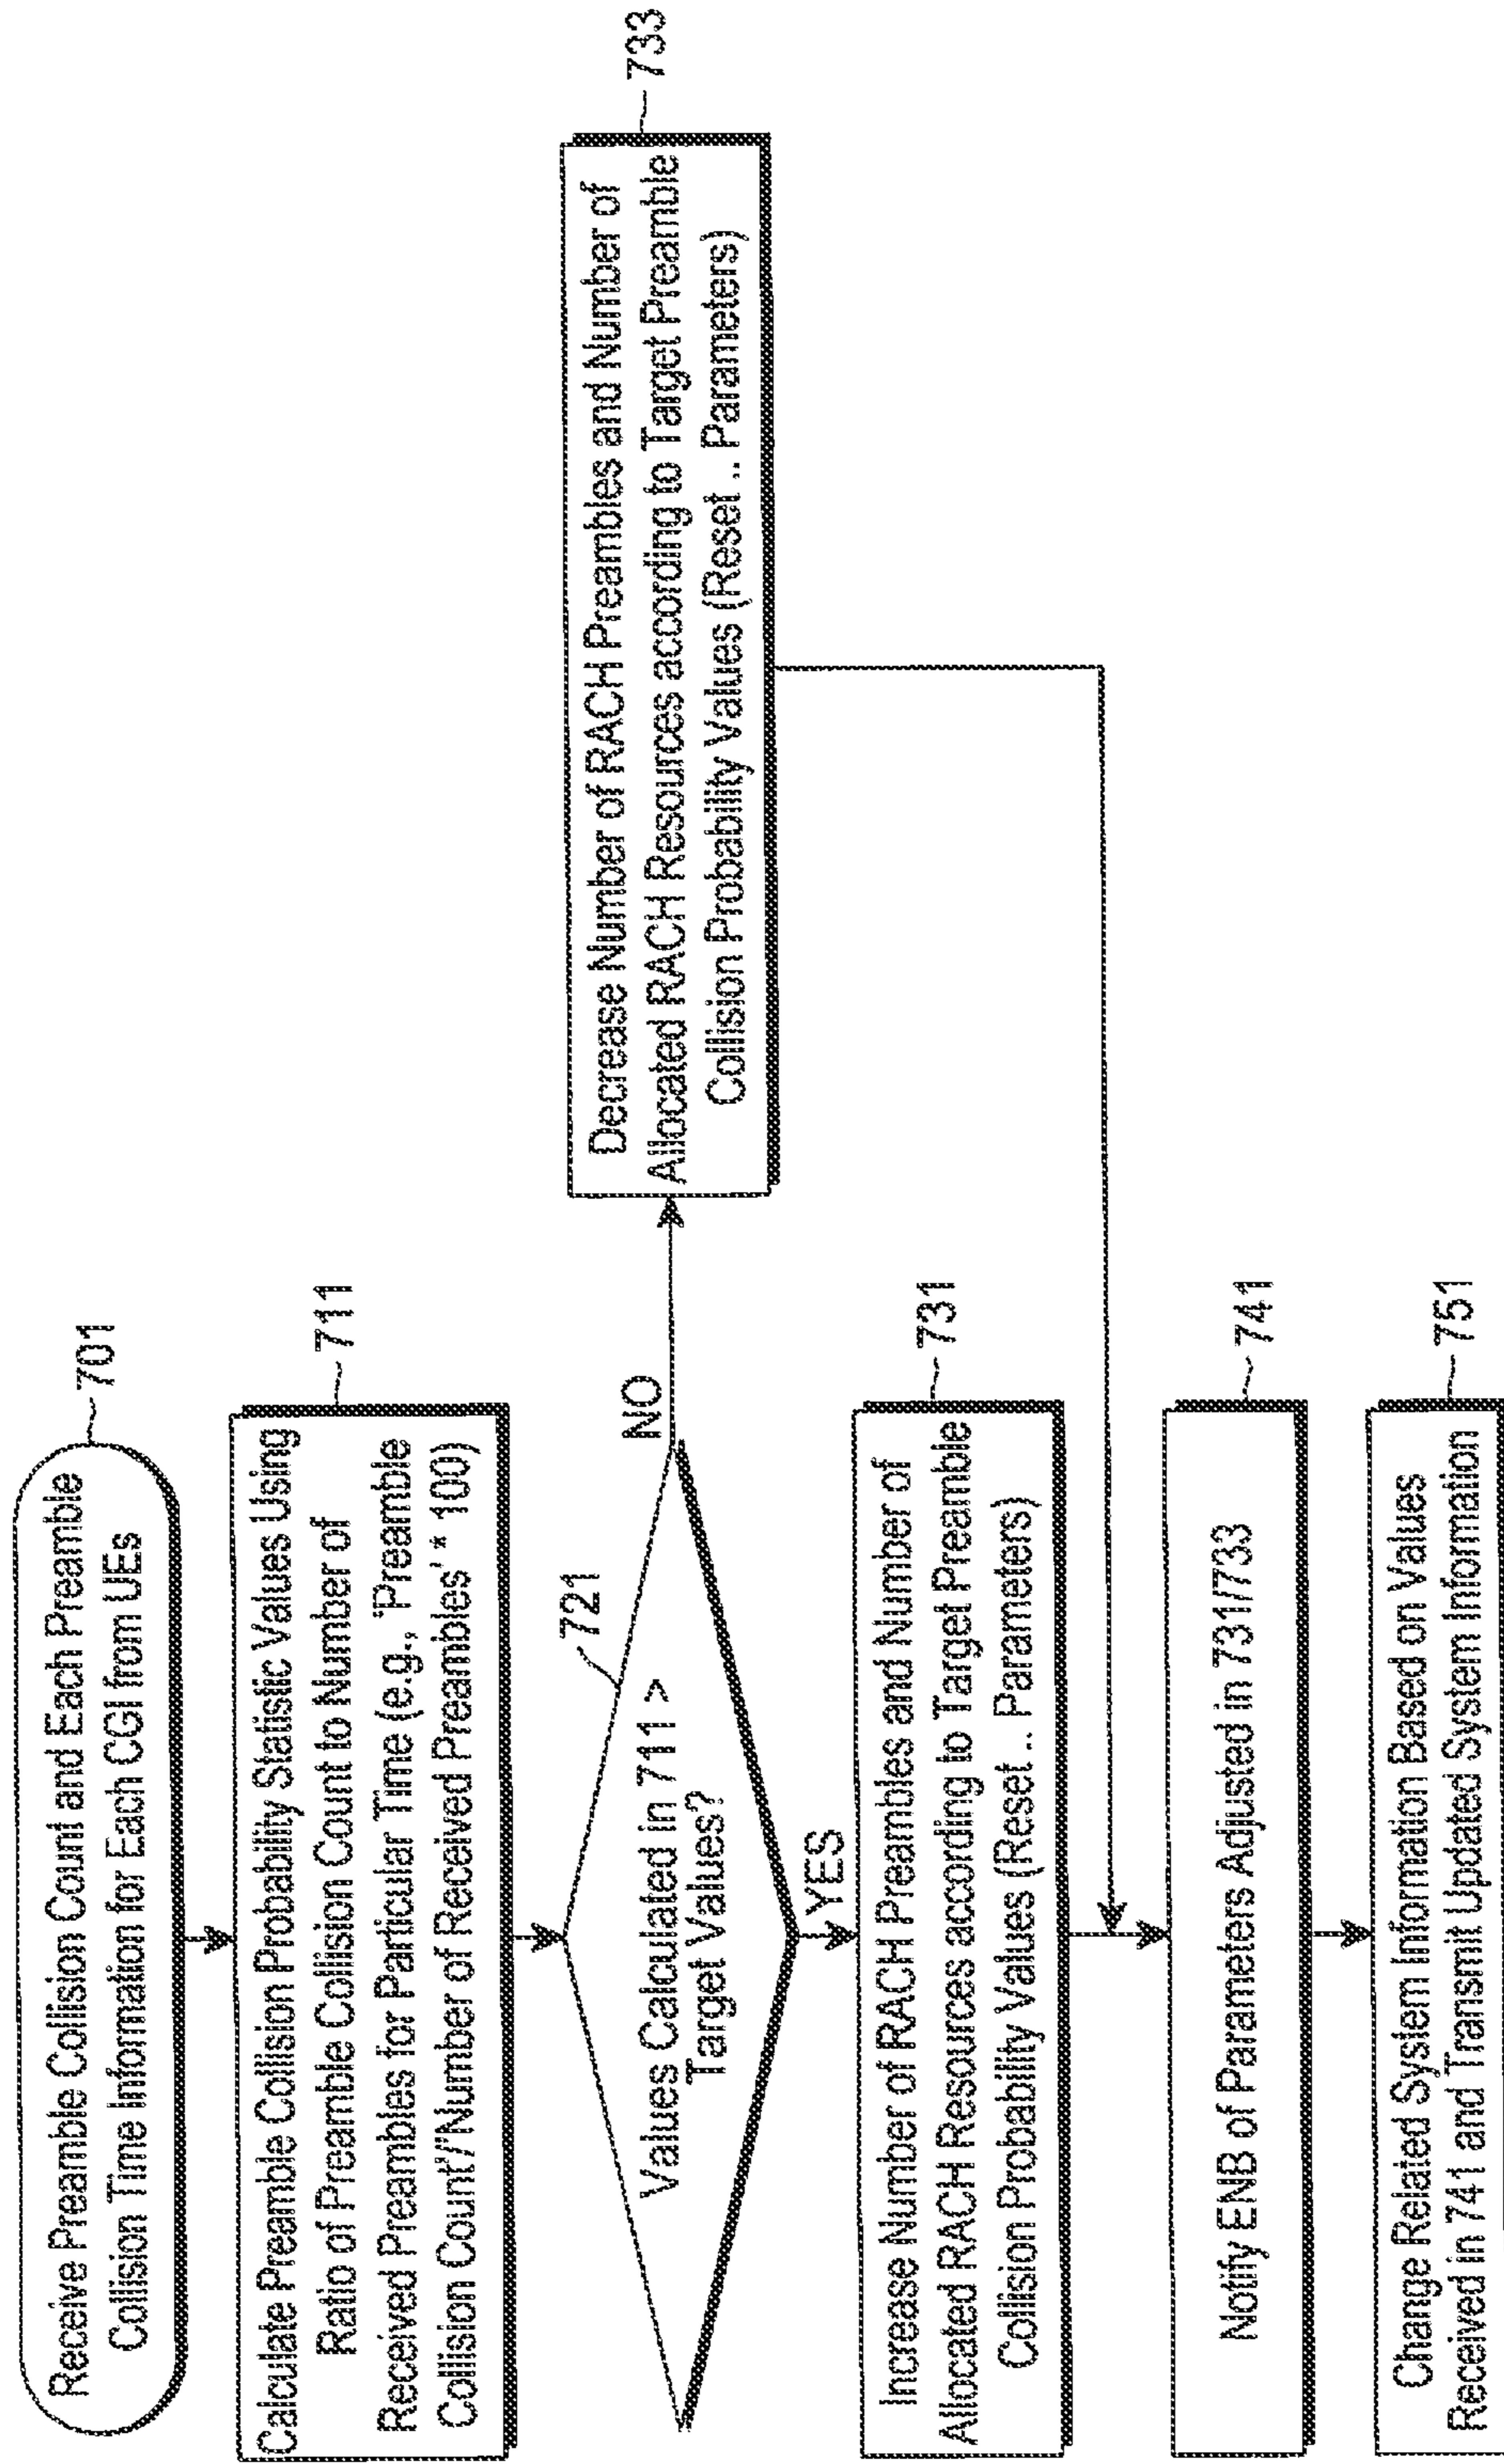 Receive Preamble Collision Count and Each Preamble
Collision Time Information for Each CGI from UEs
701
Calculate Preamble Collision Probability Statistic Values Using
Ratio of Preamble Collision Count to Number of
Received Preambles for Particular Time (e.g., 'Preamble
Collision Count'/'Number of Received Preambles' * 100)
711
721
Values Calculated in 711 >
Target Values?
NO
YES
Decrease Number of RACH Preambles and Number of
Allocated RACH Resources according to Target Preamble
Collision Probability Values (Reset .. Parameters)
733
Increase Number of RACH Preambles and Number of
Allocated RACH Resources according to Target Preamble
Collision Probability Values (Reset .. Parameters)
731
Notify ENB of Parameters Adjusted in 731/733
741
Change Related System Information Based on Values
Received in 741 and Transmit Updated System Information
751